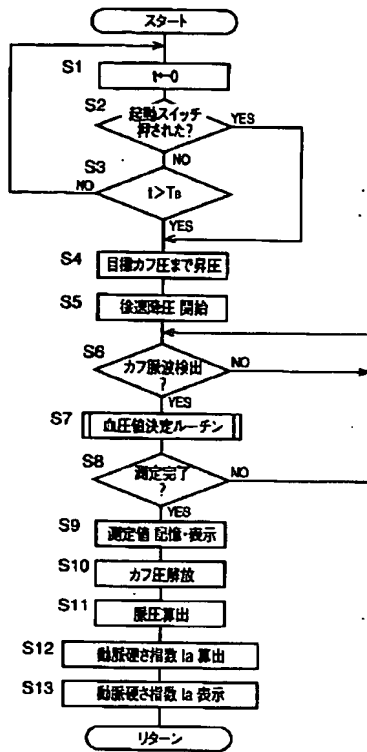 スタート
S1
t←0
S2
起動スイッチ
押された?
YES
NO
S3
t>TB
NO
YES
S4
目標カフ圧まで昇圧
S5
徐速降圧 開始
S6
カフ脈波検出
?
NO
YES
S7
血圧値決定ルーチン
S8
測定完了
?
NO
YES
S9
測定値 記憶・表示
S10
カフ圧解放
S11
脈圧算出
S12
動脈硬さ指数 Ia 算出
S13
動脈硬さ指数 Ia 表示
リターン